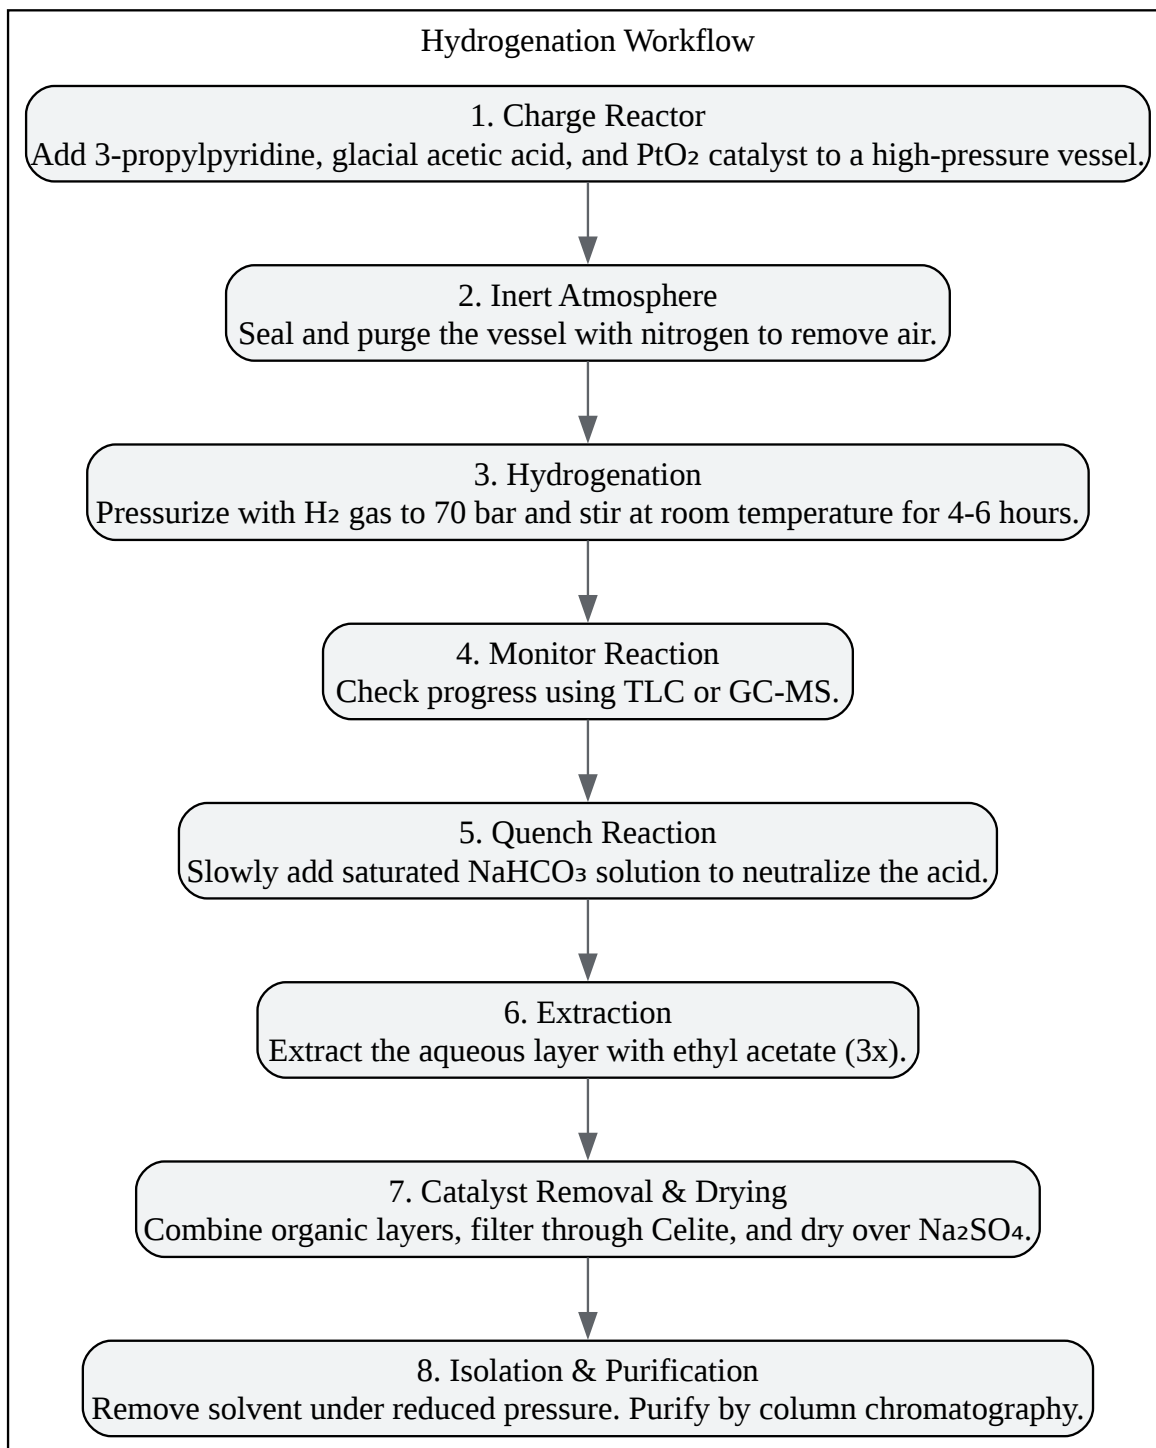 Hydrogenation Workflow
1. Charge Reactor
Add 3-propylpyridine, glacial acetic acid, and PtO₂ catalyst to a high-pressure vessel.
2. Inert Atmosphere
Seal and purge the vessel with nitrogen to remove air.
3. Hydrogenation
Pressurize with H₂ gas to 70 bar and stir at room temperature for 4-6 hours.
4. Monitor Reaction
Check progress using TLC or GC-MS.
5. Quench Reaction
Slowly add saturated NaHCO₃ solution to neutralize the acid.
6. Extraction
Extract the aqueous layer with ethyl acetate (3x).
7. Catalyst Removal & Drying
Combine organic layers, filter through Celite, and dry over Na₂SO₄.
8. Isolation & Purification
Remove solvent under reduced pressure. Purify by column chromatography.